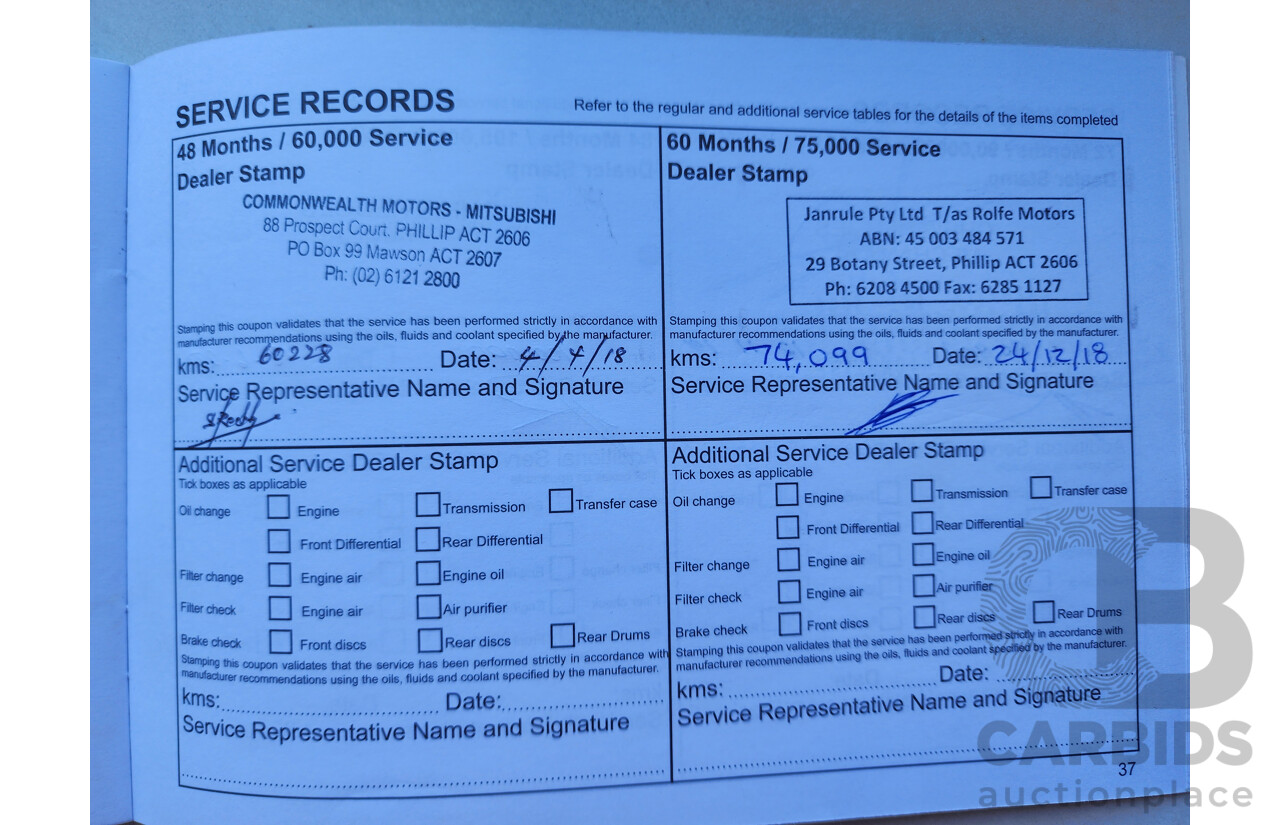 SERVICE RECORDS
Refer to the regular and additional service tables for the details of the items completed
48 Months / 60,000 Service
Dealer Stamp
COMMONWEALTH MOTORS - MITSUBISHI
88 Prospect Court. PHILLIP ACT 2606
PO Box 99 Mawson ACT 2607
Ph: (02) 6121 2800
Stamping this coupon validates that the service has been performed strictly in accordance with
manufacturer recommendations using the oils, fluids and coolant specified by the manufacturer.
kms: 60228 Date: 4/4/18
Service Representative Name and Signature
60 Months / 75,000 Service
Dealer Stamp
Janrule Pty Ltd T/as Rolfe Motors
ABN: 45 003 484 571
29 Botany Street, Phillip ACT 2606
Ph: 6208 4500 Fax: 6285 1127
Stamping this coupon validates that the service has been performed strictly in accordance with
manufacturer recommendations using the oils, fluids and coolant specified by the manufacturer.
kms: 74,099 Date: 24/12/18
Service Representative Name and Signature
Additional Service Dealer Stamp
Tick boxes as applicable
Oil change Engine Transmission Transfer case
Front Differential Rear Differential
Filter change Engine air Engine oil
Filter check Engine air Air purifier
Brake check Front discs Rear discs Rear Drums
Stamping this coupon validates that the service has been performed strictly in accordance with
manufacturer recommendations using the oils, fluids and coolant specified by the manufacturer.
kms: Date:
Service Representative Name and Signature
Additional Service Dealer Stamp
Tick boxes as applicable
Oil change Engine Transmission Transfer case
Front Differential Rear Differential
Filter change Engine air Engine oil
Filter check Engine air Air purifier
Brake check Front discs Rear discs Rear Drums
Stamping this coupon validates that the service has been performed strictly in accordance with
manufacturer recommendations using the oils, fluids and coolant specified by the manufacturer.
kms: Date:
Service Representative Name and Signature
37
CB
CARBIDS
auctionplace